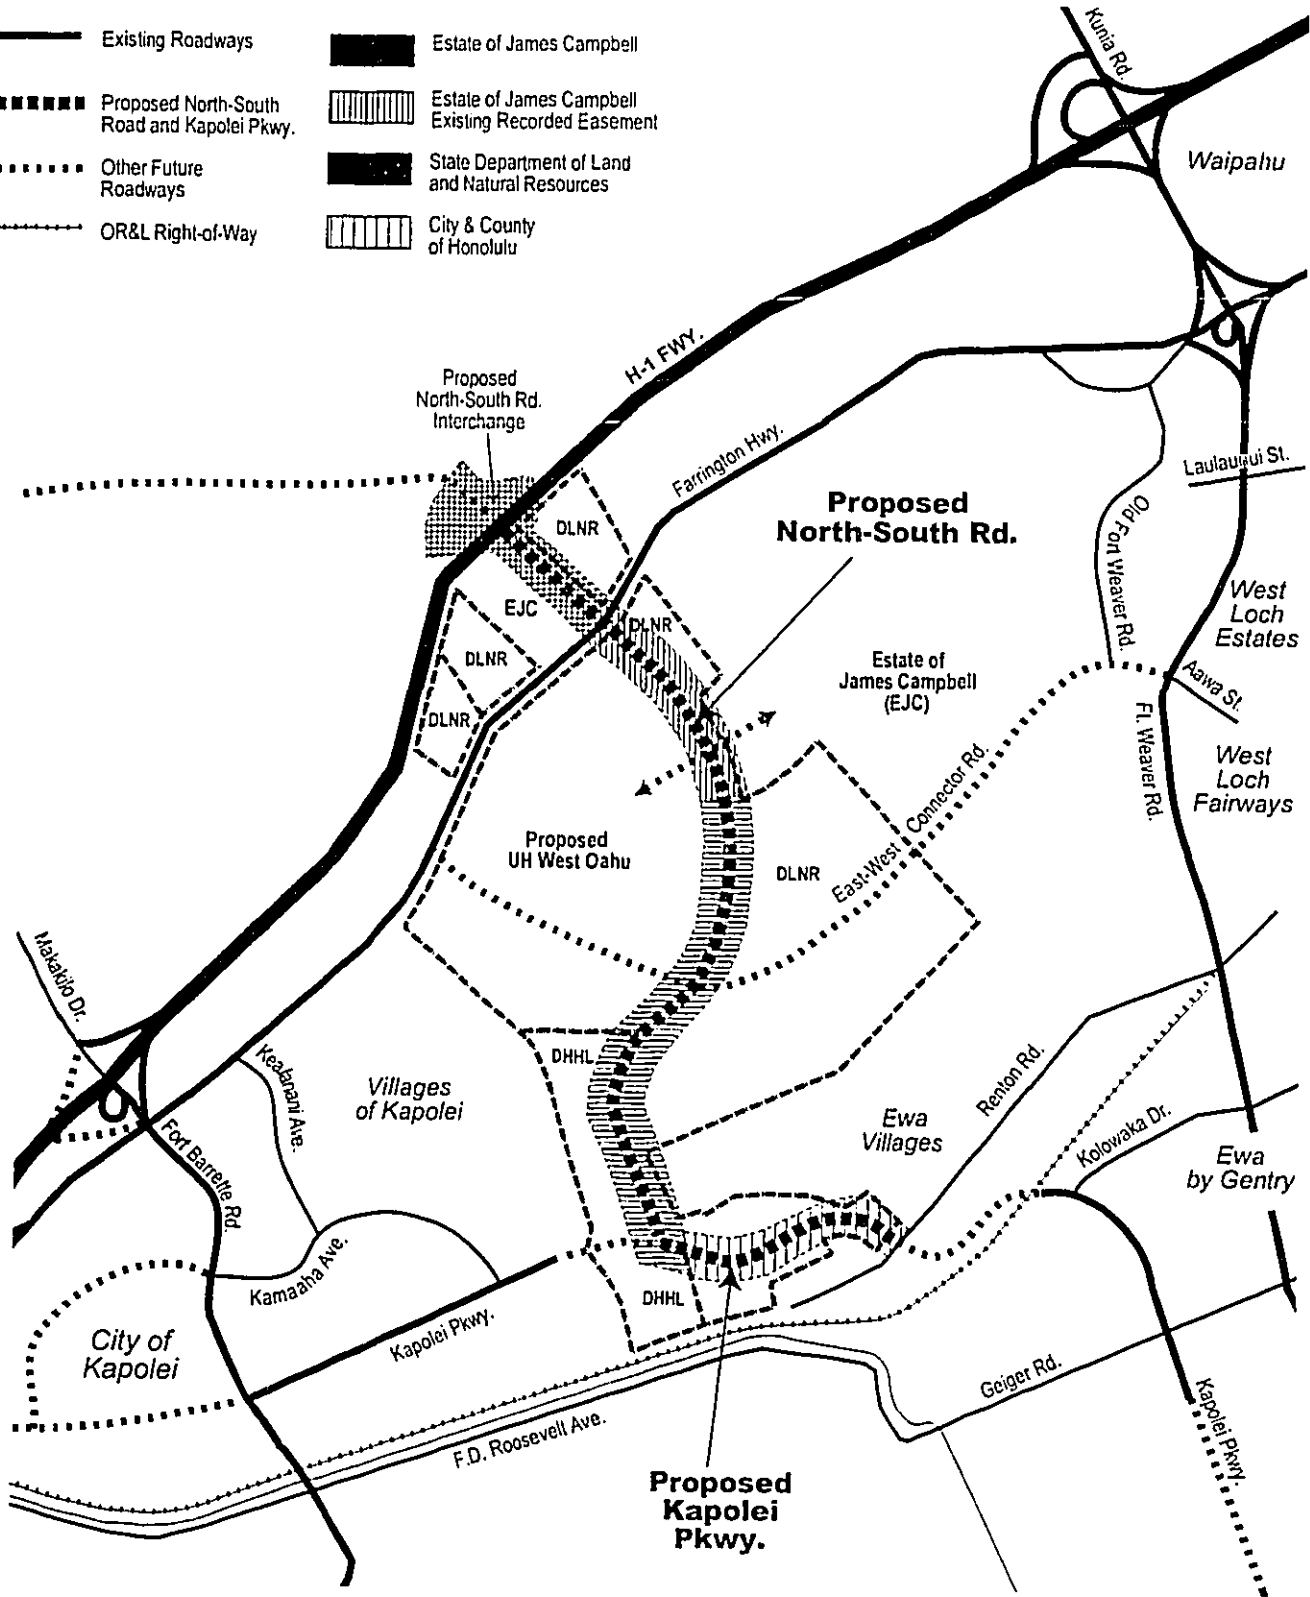 Existing Roadways
Proposed North-South
Road and Kapolei Pkwy.
Other Future
Roadways
OR&L Right-of-Way
Estate of James Campbell
Estate of James Campbell
Existing Recorded Easement
State Department of Land
and Natural Resources
City & County
of Honolulu
Kunia Rd.
Waipahu
H-1 FWY.
Proposed
North-South Rd.
Interchange
Farrington Hwy.
Laulaunui St.
Proposed
North-South Rd.
DLNR
Old Fort Weaver Rd.
EJC
DLNR
West
Loch
Estates
DLNR
Estate of
James Campbell
(EJC)
Aawa St.
DLNR
Ft. Weaver Rd.
West
Loch
Fairways
East-West Connector Rd.
Proposed
UH West Oahu
DLNR
Makakilo Dr.
Kealanani Ave.
DHHL
Villages
of Kapolei
Renton Rd.
Ewa
Villages
Kolowaka Dr.
Fort Barrette Rd.
Ewa
by Gentry
Kamaaha Ave.
DHHL
City of
Kapolei
Kapolei Pkwy.
Geiger Rd.
Kapolei Pkwy.
F.D. Roosevelt Ave.
Proposed
Kapolei
Pkwy.